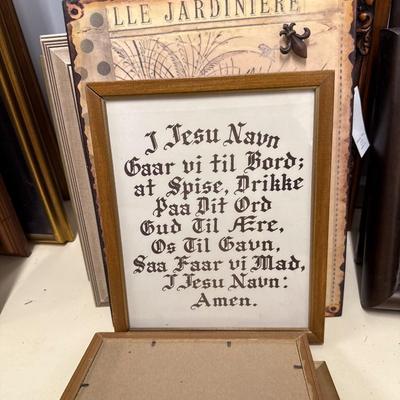 LLE JARDINIERE
I Jesu Navn
Gaar vi til Bord;
at Spise, Drikke
Paa Dit Ord
Gud Til Ære,
Os Til Gavn,
Saa Faar vi Mad,
I Jesu Navn:
Amen.